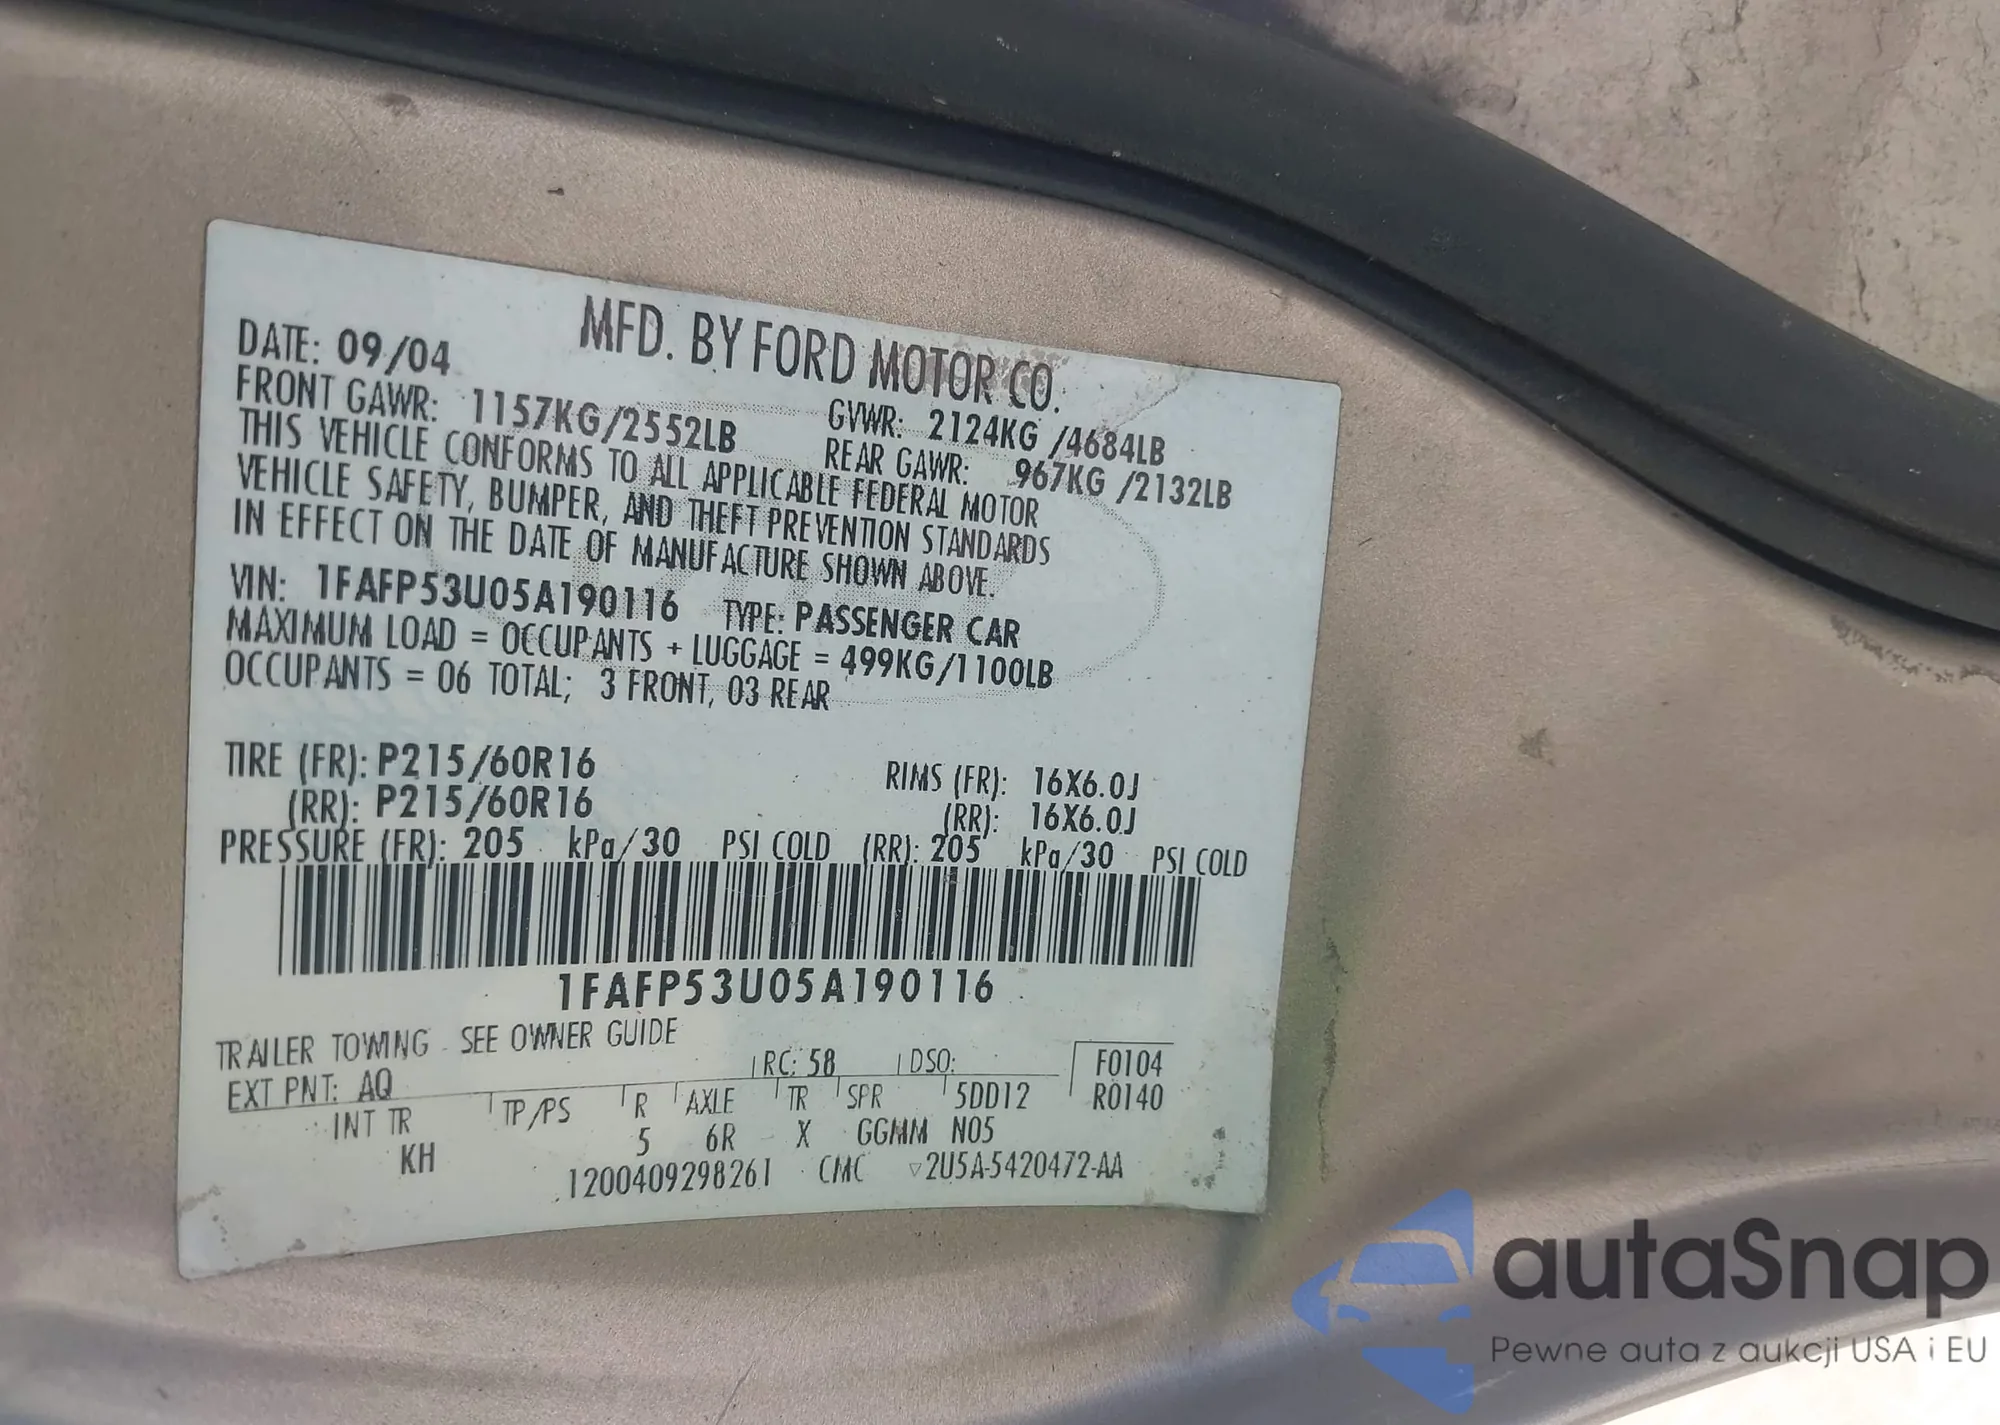 MFD. BY FORD MOTOR CO.
DATE: 09/04
GVWR: 2124KG /4684LB
FRONT GAWR: 1157KG/2552LB
REAR GAWR: 967KG /2132LB
THIS VEHICLE CONFORMS TO ALL APPLICABLE FEDERAL MOTOR
VEHICLE SAFETY, BUMPER, AND THEFT PREVENTION STANDARDS
IN EFFECT ON THE DATE OF MANUFACTURE SHOWN ABOVE.
VIN: 1FAFP53U05A190116 TYPE: PASSENGER CAR
MAXIMUM LOAD = OCCUPANTS + LUGGAGE = 499KG/1100LB
OCCUPANTS = 06 TOTAL; 3 FRONT, 03 REAR
TIRE (FR): P215/60R16 RIMS (FR): 16X6.0J
(RR): P215/60R16 (RR): 16X6.0J
PRESSURE (FR): 205 kPa/30 PSI COLD (RR): 205 kPa/30 PSI COLD
1FAFP53U05A190116
TRAILER TOWING - SEE OWNER GUIDE
EXT PNT: AQ RC: 58 DSO: F0104
INT TR TP/PS R AXLE TR SPR 5DD12 R0140
KH 5 6R X GGMM N05
1200409298261 CMC ▽2U5A-5420472-AA
autaSnap
Pewne auta z aukcji USA i EU